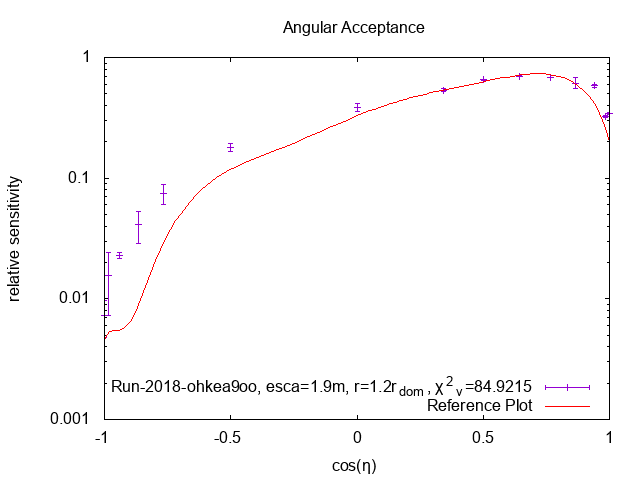 Angular Acceptance
1
0.1
0.01
0.001
relative sensitivity
Run-2018-ohkea9oo, esca=1.9m, r=1.2r_dom, χ²_ν=84.9215
Reference Plot
-1 -0.5 0 0.5 1
cos(η)